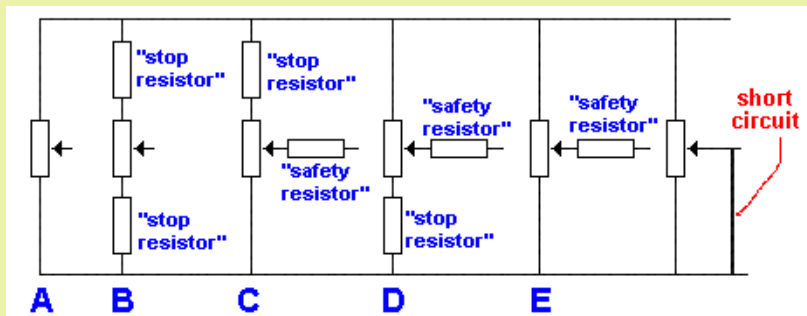 "stop
resistor"
"stop
resistor"
"safety
resistor"
"safety
resistor"
short
circuit
"safety
resistor"
"stop
resistor"
"stop
resistor"
A
B
C
D
E